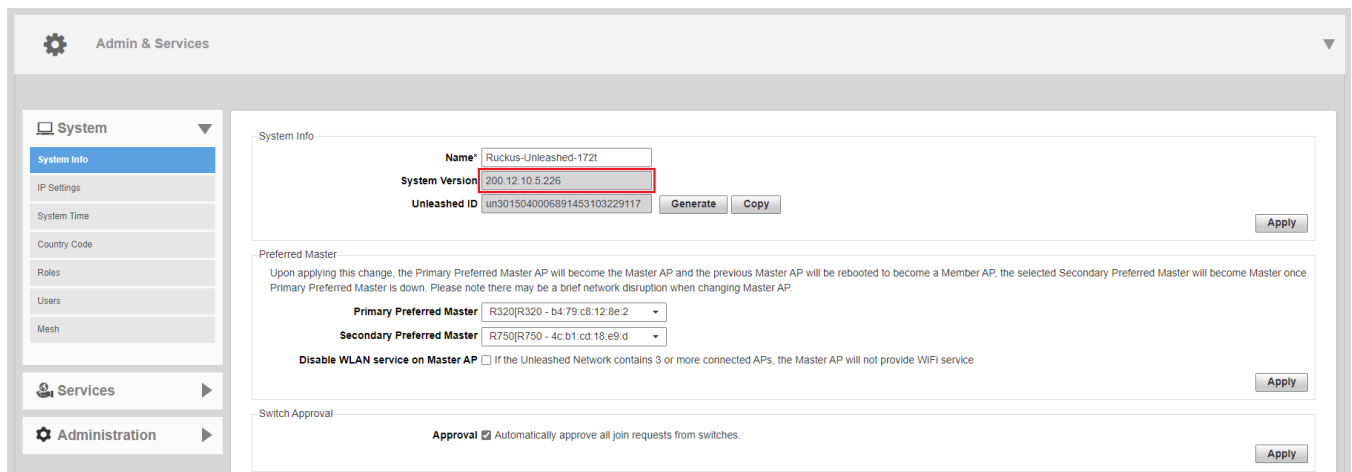 Admin & Services
System
System Info
IP Settings
System Time
Country Code
Roles
Users
Mesh
Services
Administration
System Info
Name* Ruckus-Unleashed-172t
System Version 200.12.10.5.226
Unleashed ID un3015040006891453103229117 Generate Copy
Apply
Preferred Master
Upon applying this change, the Primary Preferred Master AP will become the Master AP and the previous Master AP will be rebooted to become a Member AP, the selected Secondary Preferred Master will become Master once
Primary Preferred Master is down. Please note there may be a brief network disruption when changing Master AP.
Primary Preferred Master R320[R320 - b4:79:c8:12:8e:2
Secondary Preferred Master R750[R750 - 4c:b1:cd:18:e9:d
Disable WLAN service on Master AP If the Unleashed Network contains 3 or more connected APs, the Master AP will not provide WiFi service
Apply
Switch Approval
Approval Automatically approve all join requests from switches.
Apply